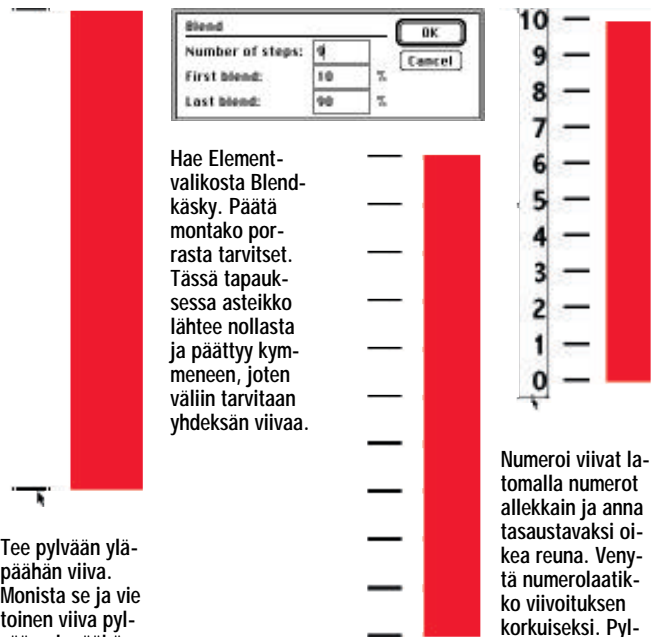 Blend
Number of steps: 9
First blend: 10 %
Last blend: 90 %
OK
Cancel
Hae Element-
valikosta Blend-
käsky. Päätä
montako por-
rasta tarvitset.
Tässä tapauk-
sessa asteikko
lähtee nollasta
ja päättyy kym-
meneen, joten
väliin tarvitaan
yhdeksän viivaa.
10
9
8
7
6
5
4
3
2
1
0
Tee pylvään ylä-
päähän viiva.
Monista se ja vie
toinen viiva pyl-
Numeroi viivat la-
tomalla numerot
allekkain ja anna
tasaustavaksi oi-
kea reuna. Veny-
tä numerolaatik-
ko viivoituksen
korkuiseksi. Pyl-